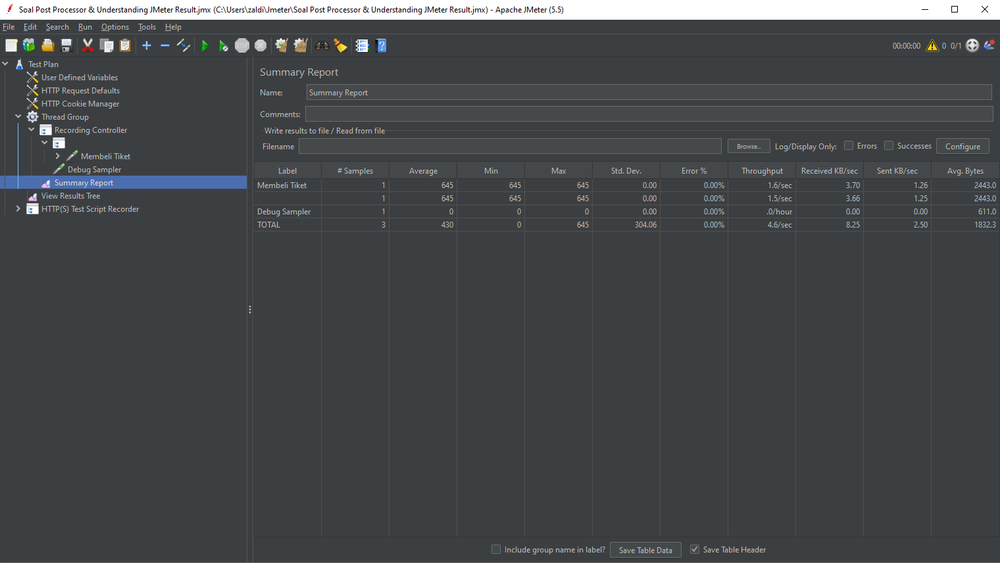 Soal Post Processor & Understanding JMeter Result.jmx (C:\Users\zaldi\Jmeter\Soal Post Processor & Understanding JMeter Result.jmx) - Apache JMeter (5.5)
File Edit Search Run Options Tools Help
STOP 00:00:00 0 0/1
Test Plan
User Defined Variables
HTTP Request Defaults
HTTP Cookie Manager
Thread Group
Recording Controller
Membeli Tiket
Debug Sampler
Summary Report
View Results Tree
HTTP(S) Test Script Recorder
Summary Report
Name: Summary Report
Comments:
Write results to file / Read from file
Filename Browse... Log/Display Only: Errors Successes Configure
Label # Samples Average Min Max Std. Dev. Error % Throughput Received KB/sec Sent KB/sec Avg. Bytes
Membeli Tiket 1 645 645 645 0.00 0.00% 1.6/sec 3.70 1.26 2443.0
1 645 645 645 0.00 0.00% 1.5/sec 3.66 1.25 2443.0
Debug Sampler 1 0 0 0 0.00 0.00% .0/hour 0.00 0.00 611.0
TOTAL 3 430 0 645 304.06 0.00% 4.6/sec 8.25 2.50 1832.3
Include group name in label? Save Table Data Save Table Header